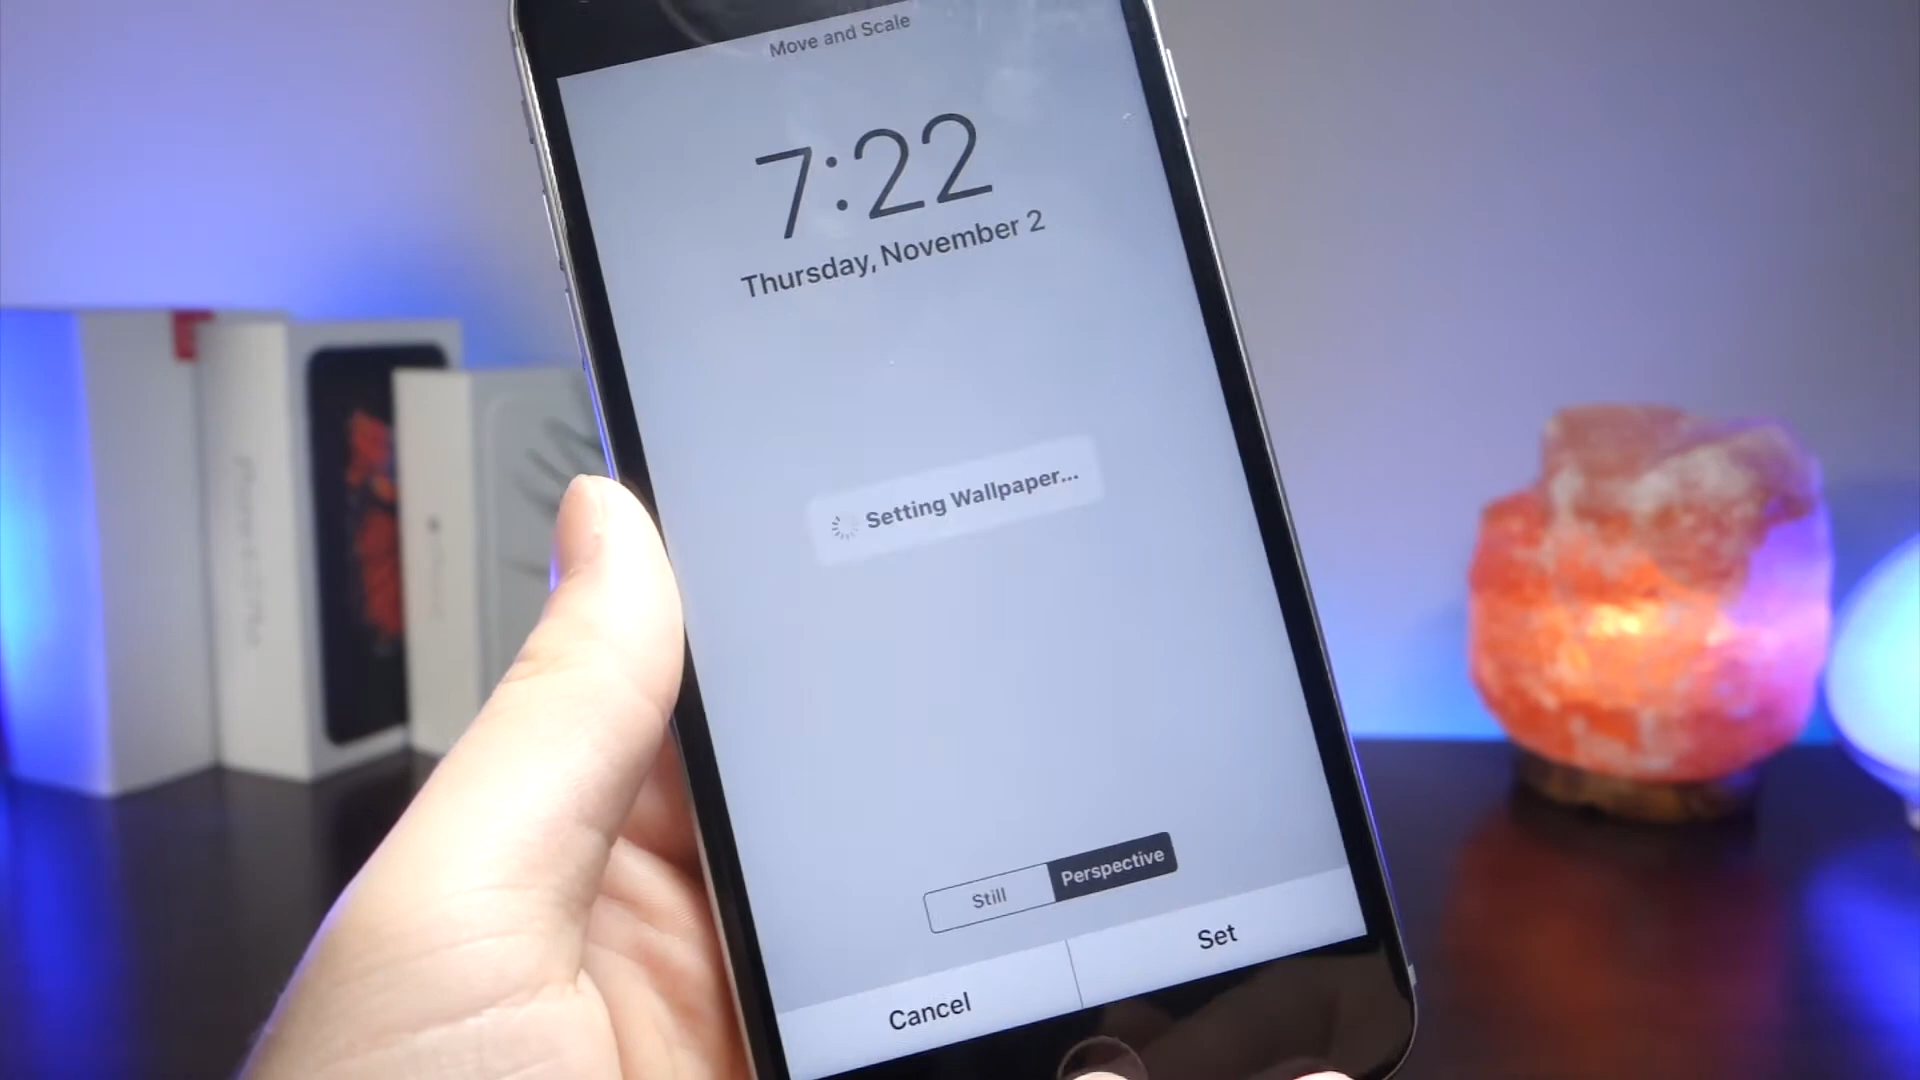 Move and Scale
7:22
Thursday, November 2
Setting Wallpaper...
Still
Perspective
Cancel
Set